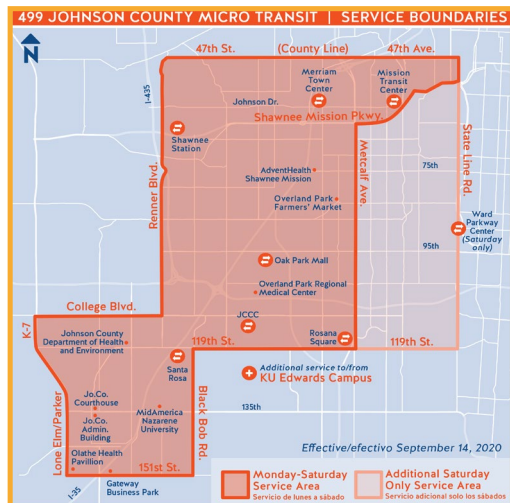 499 JOHNSON COUNTY MICRO TRANSIT | SERVICE BOUNDARIES
N
47th St.
(County Line)
47th Ave.
I-435
Merriam
Town
Center
Mission
Transit
Center
Johnson Dr.
Shawnee Mission Pkwy.
Shawnee
Station
Renner Blvd.
Metcalf Ave.
State Line Rd.
AdventHealth
Shawnee Mission
75th
Overland Park
Farmers' Market
Ward
Parkway
Center
(Saturday
only)
95th
Oak Park Mall
Overland Park Regional
Medical Center
College Blvd.
K-7
JCCC
Johnson County
Department of Health
and Environment
Rosana
Square
119th St.
119th St.
Santa
Rosa
Additional service to/from
KU Edwards Campus
Lone Elm/Parker
Jo.Co.
Courthouse
Jo.Co.
Admin.
Building
MidAmerica
Nazarene
University
Black Bob Rd.
135th
Olathe Health
Pavilion
151st St.
I-35
Gateway
Business Park
Effective/efectivo September 14, 2020
Monday-Saturday
Service Area
Servicio de lunes a sábado
Additional Saturday
Only Service Area
Servicio adicional solo los sábados